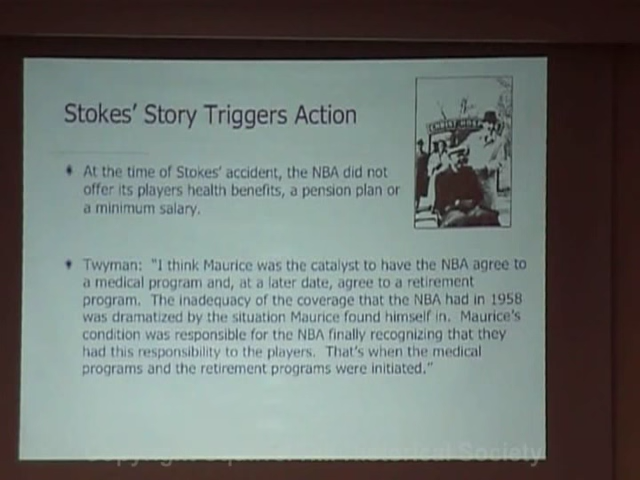 Stokes' Story Triggers Action
At the time of Stokes' accident, the NBA did not
offer its players health benefits, a pension plan or
a minimum salary.
Twyman: "I think Maurice was the catalyst to have the NBA agree to
a medical program and, at a later date, agree to a retirement
program. The inadequacy of the coverage that the NBA had in 1958
was dramatized by the situation Maurice found himself in. Maurice's
condition was responsible for the NBA finally recognizing that they
had this responsibility to the players. That's when the medical
programs and the retirement programs were initiated."
Historical Society